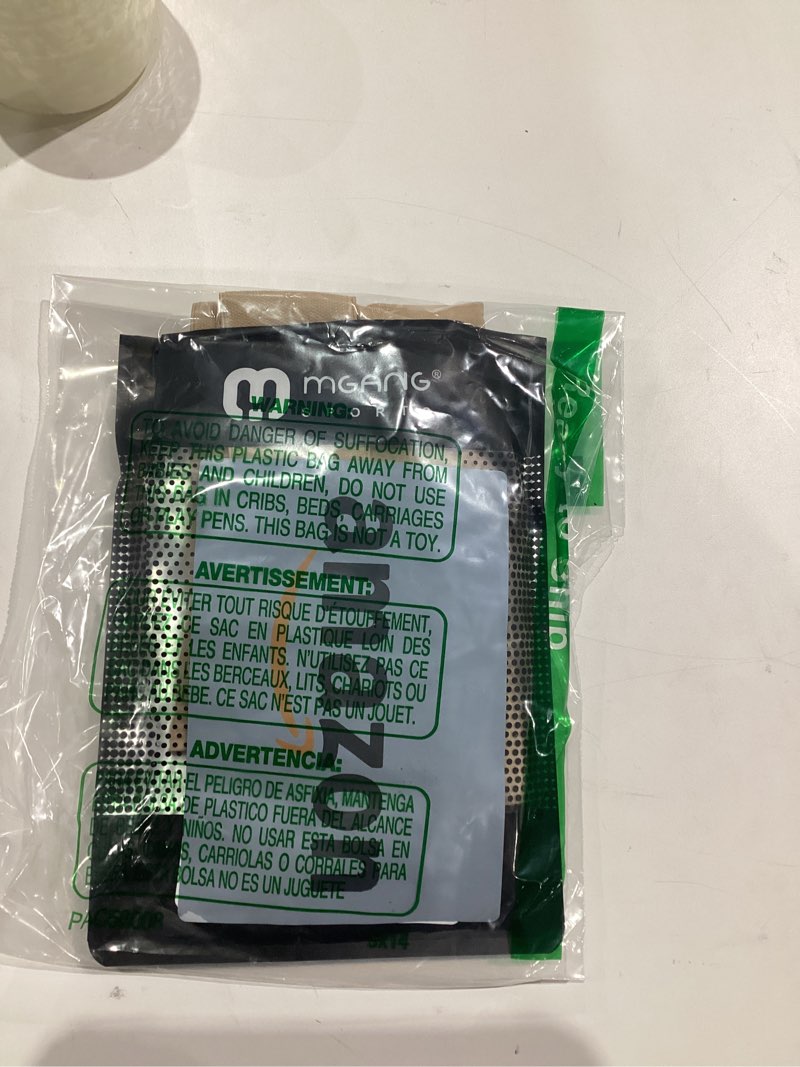 MGANG®
SPORT
WARNING:
TO AVOID DANGER OF SUFFOCATION,
KEEP THIS PLASTIC BAG AWAY FROM
BABIES AND CHILDREN, DO NOT USE
THIS BAG IN CRIBS, BEDS, CARRIAGES
OR PLAY PENS. THIS BAG IS NOT A TOY.
AVERTISSEMENT:
TOUT RISQUE D'ÉTOUFFEMENT,
CE SAC EN PLASTIQUE LOIN DES
LES ENFANTS. N'UTILISEZ PAS CE
LES BERCEAUX, LITS, CHARIOTS OU
BEBE. CE SAC N'EST PAS UN JOUET.
ADVERTENCIA:
EL PELIGRO DE ASFIXIA, MANTENGA
DE PLASTICO FUERA DEL ALCANCE
NIÑOS. NO USAR ESTA BOLSA EN
CARRIOLAS O CORRALES PARA
BOLSA NO ES UN JUGUETE
amazon